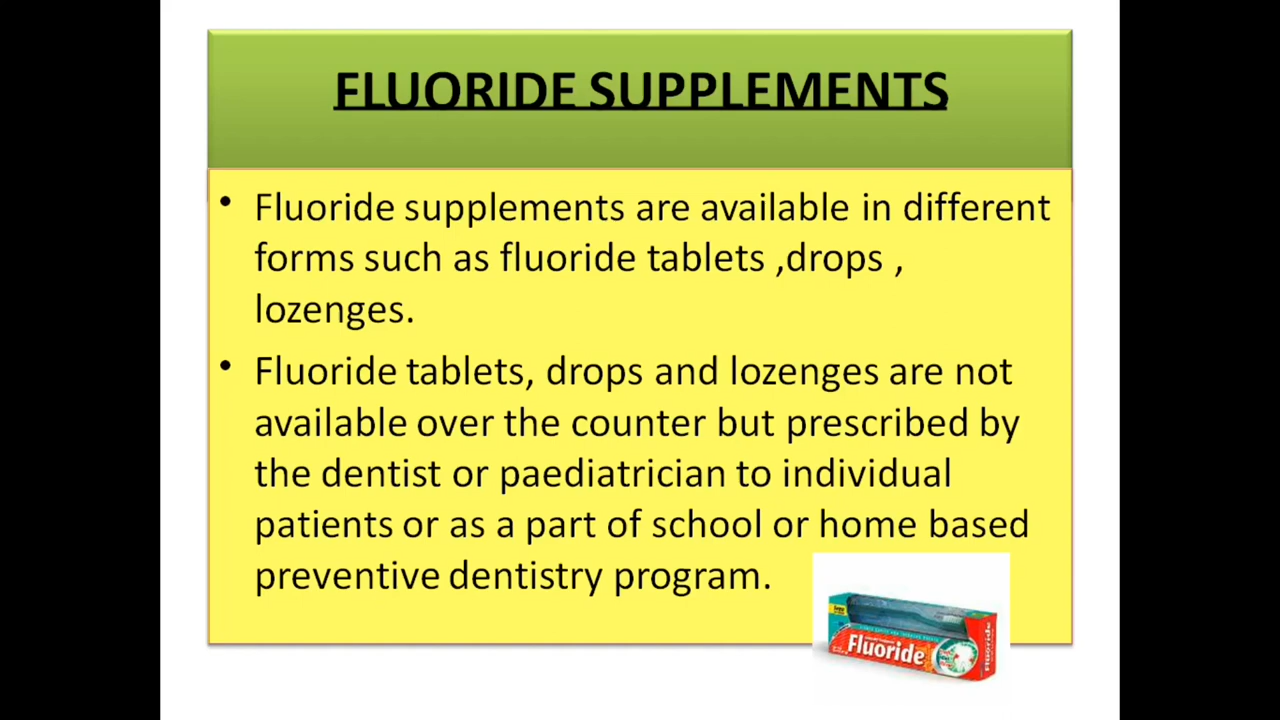 FLUORIDE SUPPLEMENTS
• Fluoride supplements are available in different
forms such as fluoride tablets ,drops ,
lozenges.
• Fluoride tablets, drops and lozenges are not
available over the counter but prescribed by
the dentist or paediatrician to individual
patients or as a part of school or home based
preventive dentistry program.
Fluoride
Fluoride